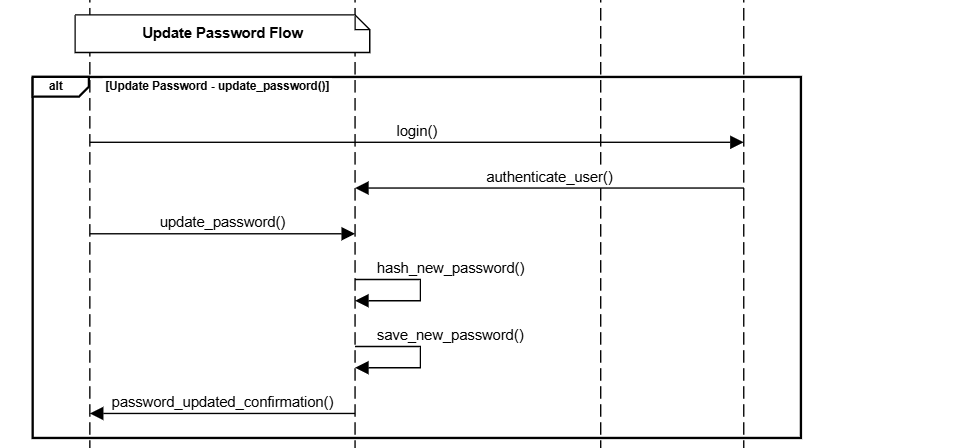 Update Password Flow
alt
[Update Password - update_password()]
login()
authenticate_user()
update_password()
hash_new_password()
save_new_password()
password_updated_confirmation()